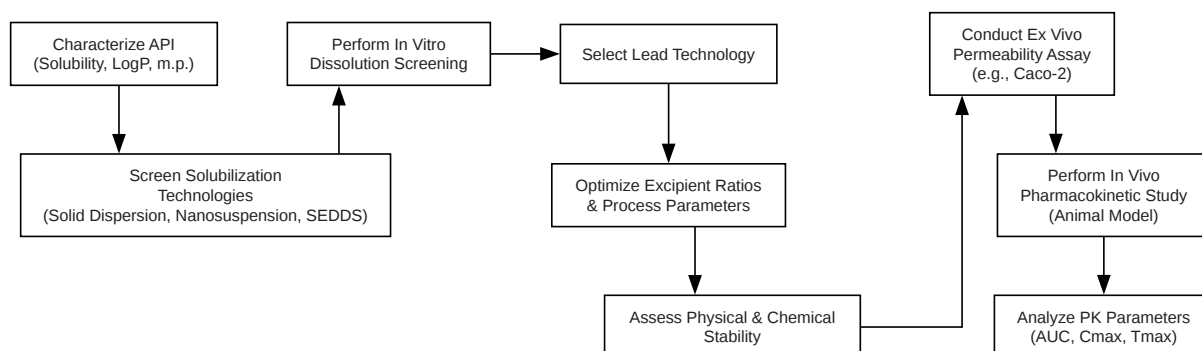 Characterize API
(Solubility, LogP, m.p.)
Screen Solubilization
Technologies
(Solid Dispersion, Nanosuspension, SEDDS)
Perform In Vitro
Dissolution Screening
Select Lead Technology
Optimize Excipient Ratios
& Process Parameters
Assess Physical & Chemical
Stability
Conduct Ex Vivo
Permeability Assay
(e.g., Caco-2)
Perform In Vivo
Pharmacokinetic Study
(Animal Model)
Analyze PK Parameters
(AUC, Cmax, Tmax)